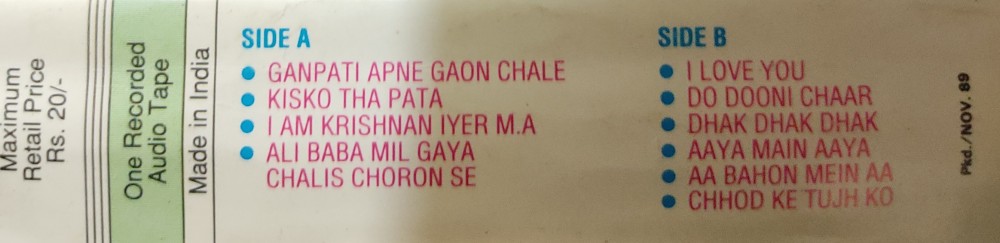 Maximum
Retail Price
Rs. 20/-
One Recorded
Audio Tape
Made in India
SIDE A
• GANPATI APNE GAON CHALE
• KISKO THA PATA
• I AM KRISHNAN IYER M.A
• ALI BABA MIL GAYA
CHALIS CHORON SE
SIDE B
• I LOVE YOU
• DO DOONI CHAAR
• DHAK DHAK DHAK
• AAYA MAIN AAYA
• AA BAHON MEIN AA
• CHHOD KE TUJH KO
Pkd./NOV. 89